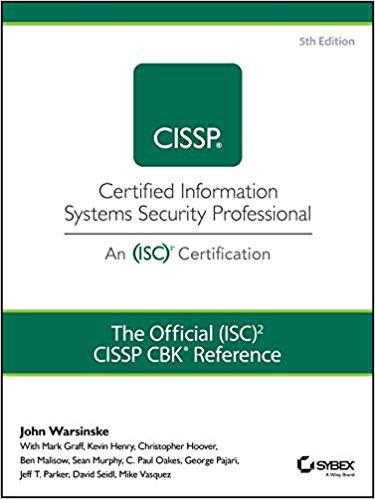 5th Edition
CISSP®
Certified Information
Systems Security Professional
An (ISC)²® Certification
The Official (ISC)²
CISSP CBK® Reference
John Warsinske
With Mark Graff, Kevin Henry, Christopher Hoover,
Ben Malisow, Sean Murphy, C. Paul Oakes, George Pajari,
Jeff T. Parker, David Seidl, Mike Vasquez
SYBEX
A Wiley Brand